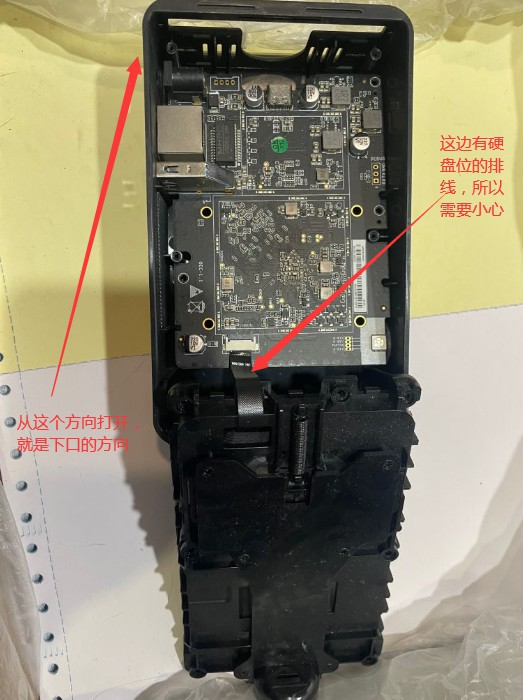 这边有硬
盘位的排
线，所以
需要小心
从这个方向打开，
就是下口的方向